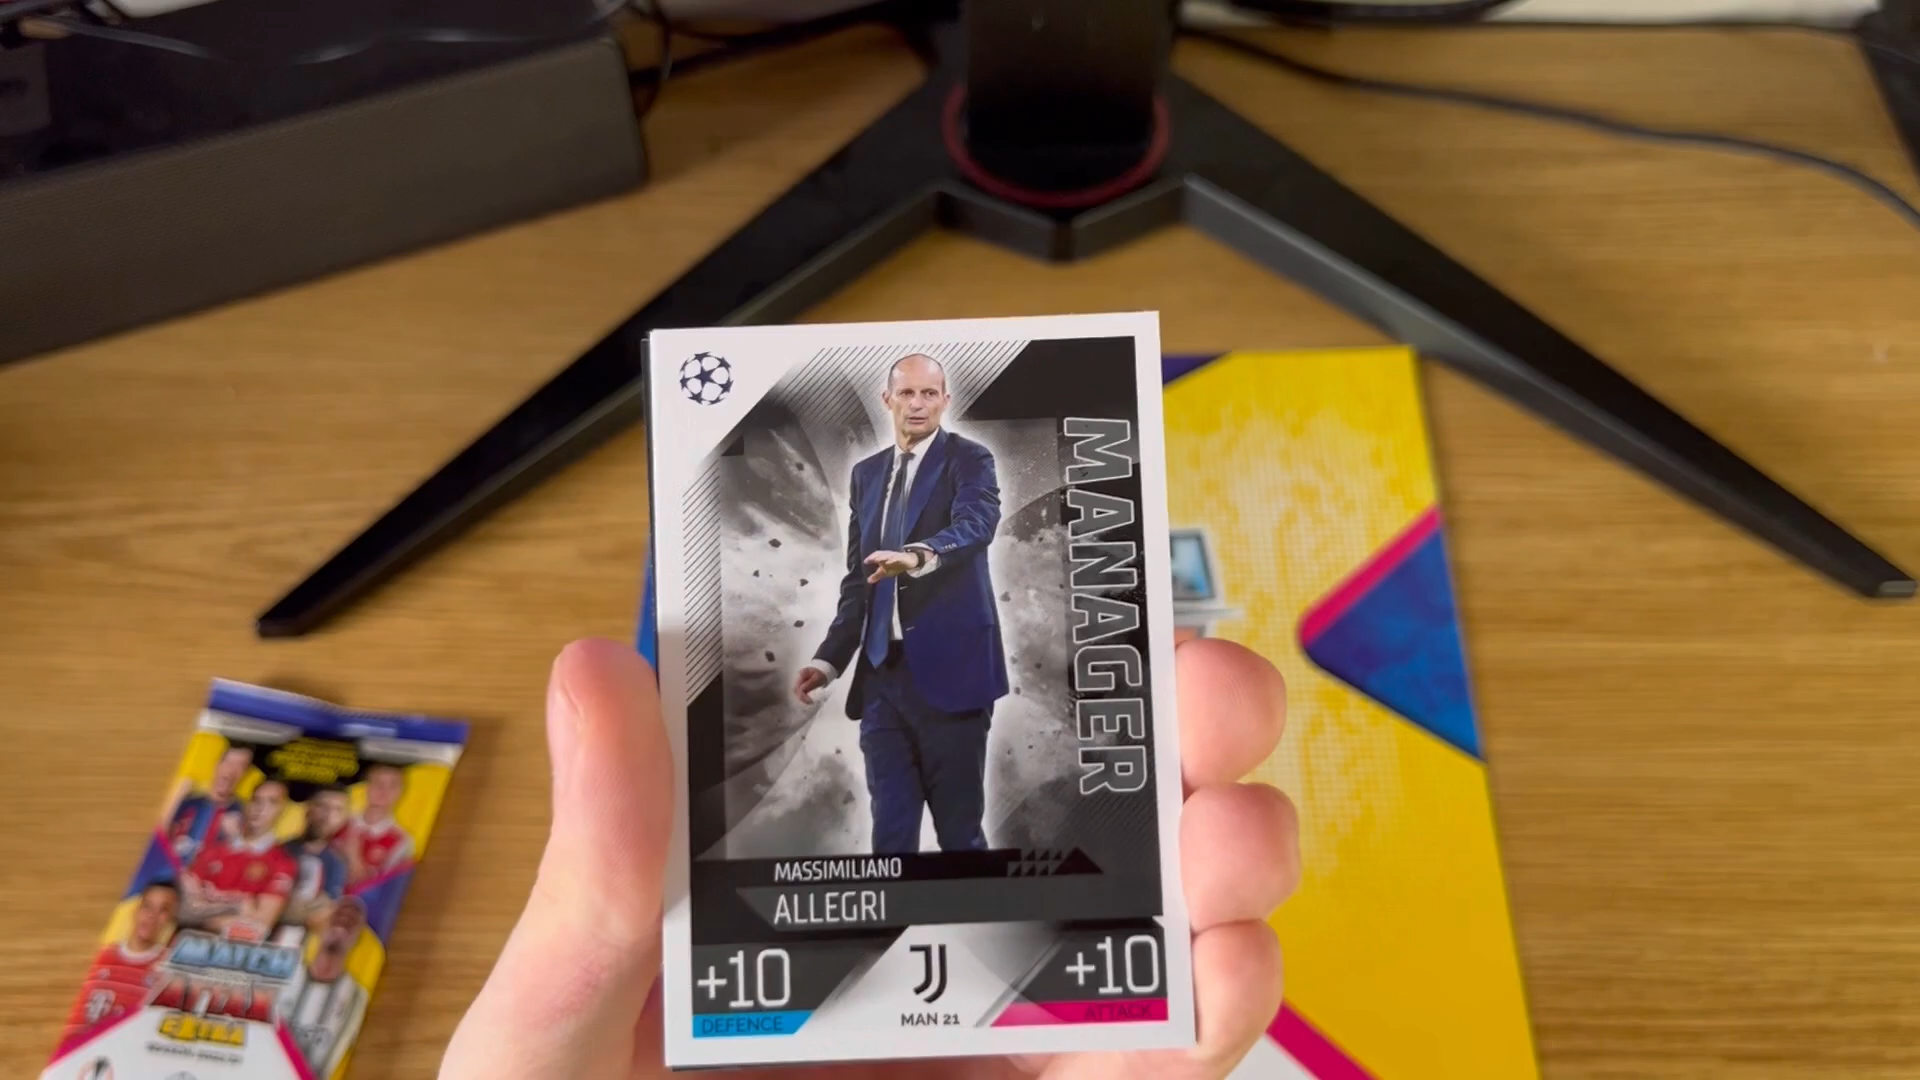 MANAGER
MASSIMILIANO
ALLEGRI
+10
DEFENCE
MAN 21
+10
ATTACK
MATCH
ATTAX
EXTRA